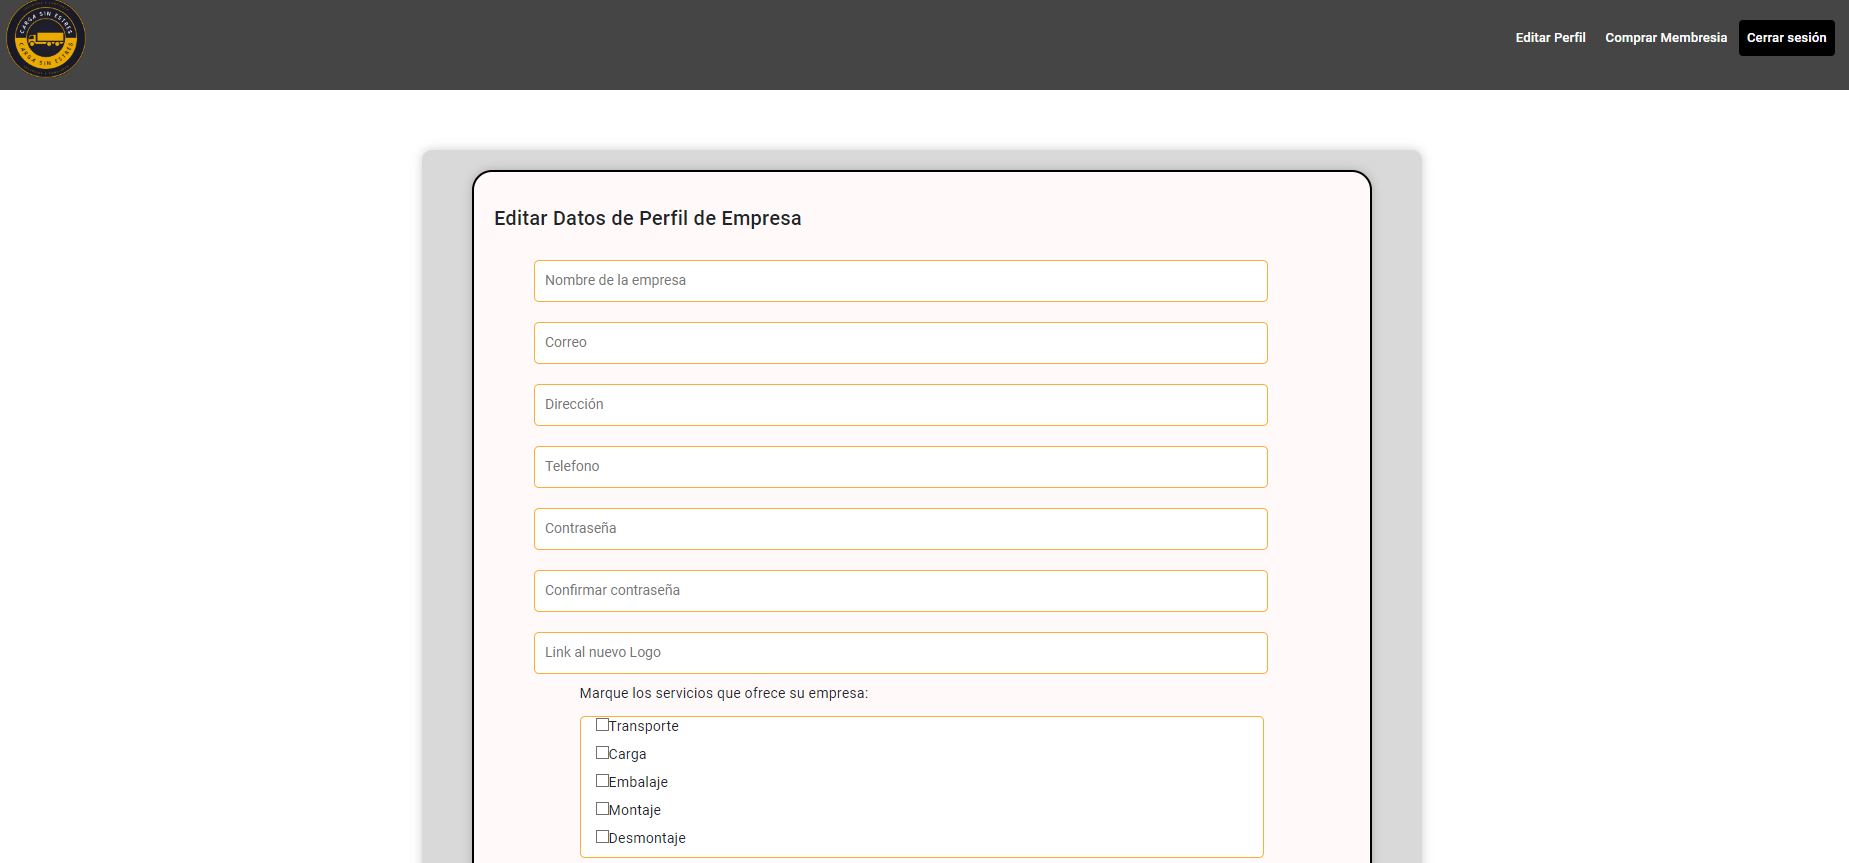 CARGA SIN ESTRES
CARGA SIN ESTRES
Editar Perfil Comprar Membresia Cerrar sesión
Editar Datos de Perfil de Empresa
Nombre de la empresa
Correo
Dirección
Telefono
Contraseña
Confirmar contraseña
Link al nuevo Logo
Marque los servicios que ofrece su empresa:
Transporte
Carga
Embalaje
Montaje
Desmontaje